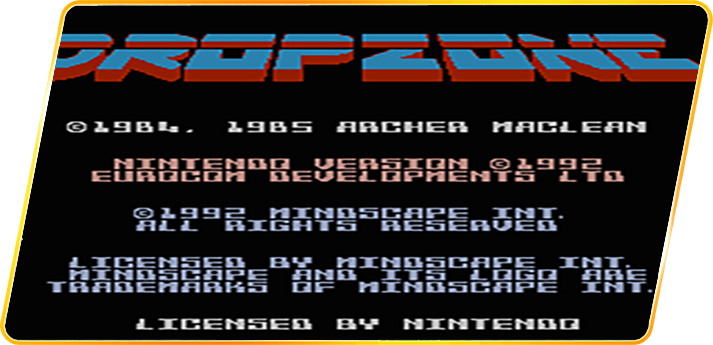 DROPZONE
©1984, 1985 ARCHER MACLEAN
NINTENDO VERSION ©1992
EUROCOM DEVELOPMENTS LTD
©1992 MINDSCAPE INT.
ALL RIGHTS RESERVED
LICENSED BY MINDSCAPE INT.
MINDSCAPE AND ITS LOGO ARE
TRADEMARKS OF MINDSCAPE INT.
LICENSED BY NINTENDO